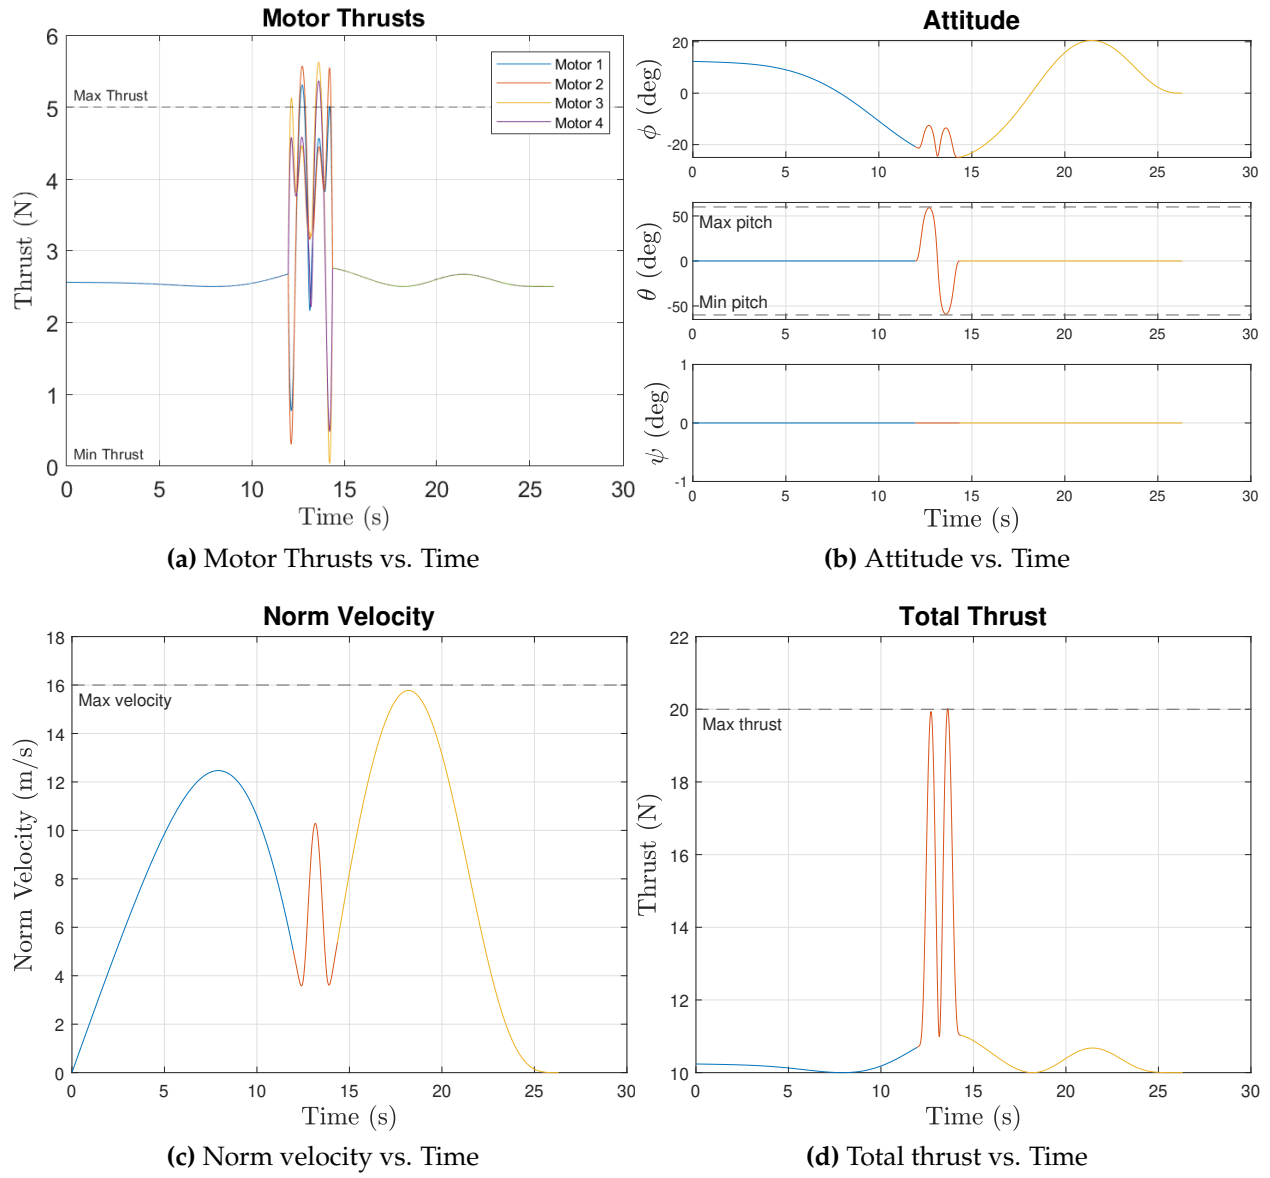 Motor Thrusts
6
5
4
3
2
1
0
Thrust (N)
Max Thrust
Min Thrust
Motor 1
Motor 2
Motor 3
Motor 4
0 5 10 15 20 25 30
Time (s)
(a) Motor Thrusts vs. Time
Attitude
20
0
-20
ϕ (deg)
0 5 10 15 20 25 30
50
0
-50
θ (deg)
Max pitch
Min pitch
0 5 10 15 20 25 30
1
0
-1
ψ (deg)
0 5 10 15 20 25 30
Time (s)
(b) Attitude vs. Time
Norm Velocity
18
16
14
12
10
8
6
4
2
0
Norm Velocity (m/s)
Max velocity
0 5 10 15 20 25 30
Time (s)
(c) Norm velocity vs. Time
Total Thrust
22
20
18
16
14
12
10
Thrust (N)
Max thrust
0 5 10 15 20 25 30
Time (s)
(d) Total thrust vs. Time